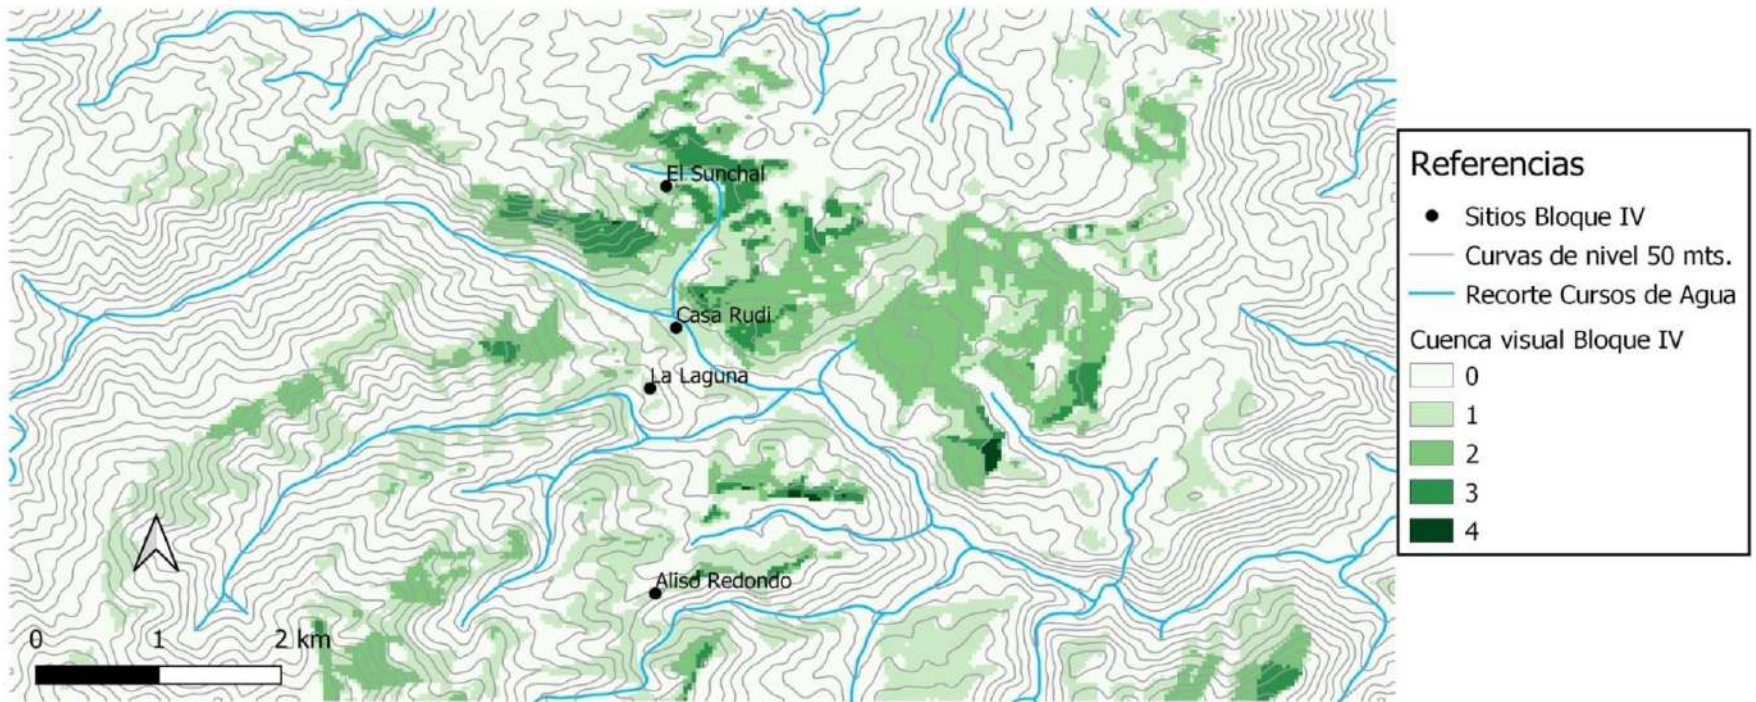 El Sunchal
Casa Rudi
La Laguna
Aliso Redondo
0 1 2 km
Referencias
Sitios Bloque IV
Curvas de nivel 50 mts.
Recorte Cursos de Agua
Cuenca visual Bloque IV
0
1
2
3
4